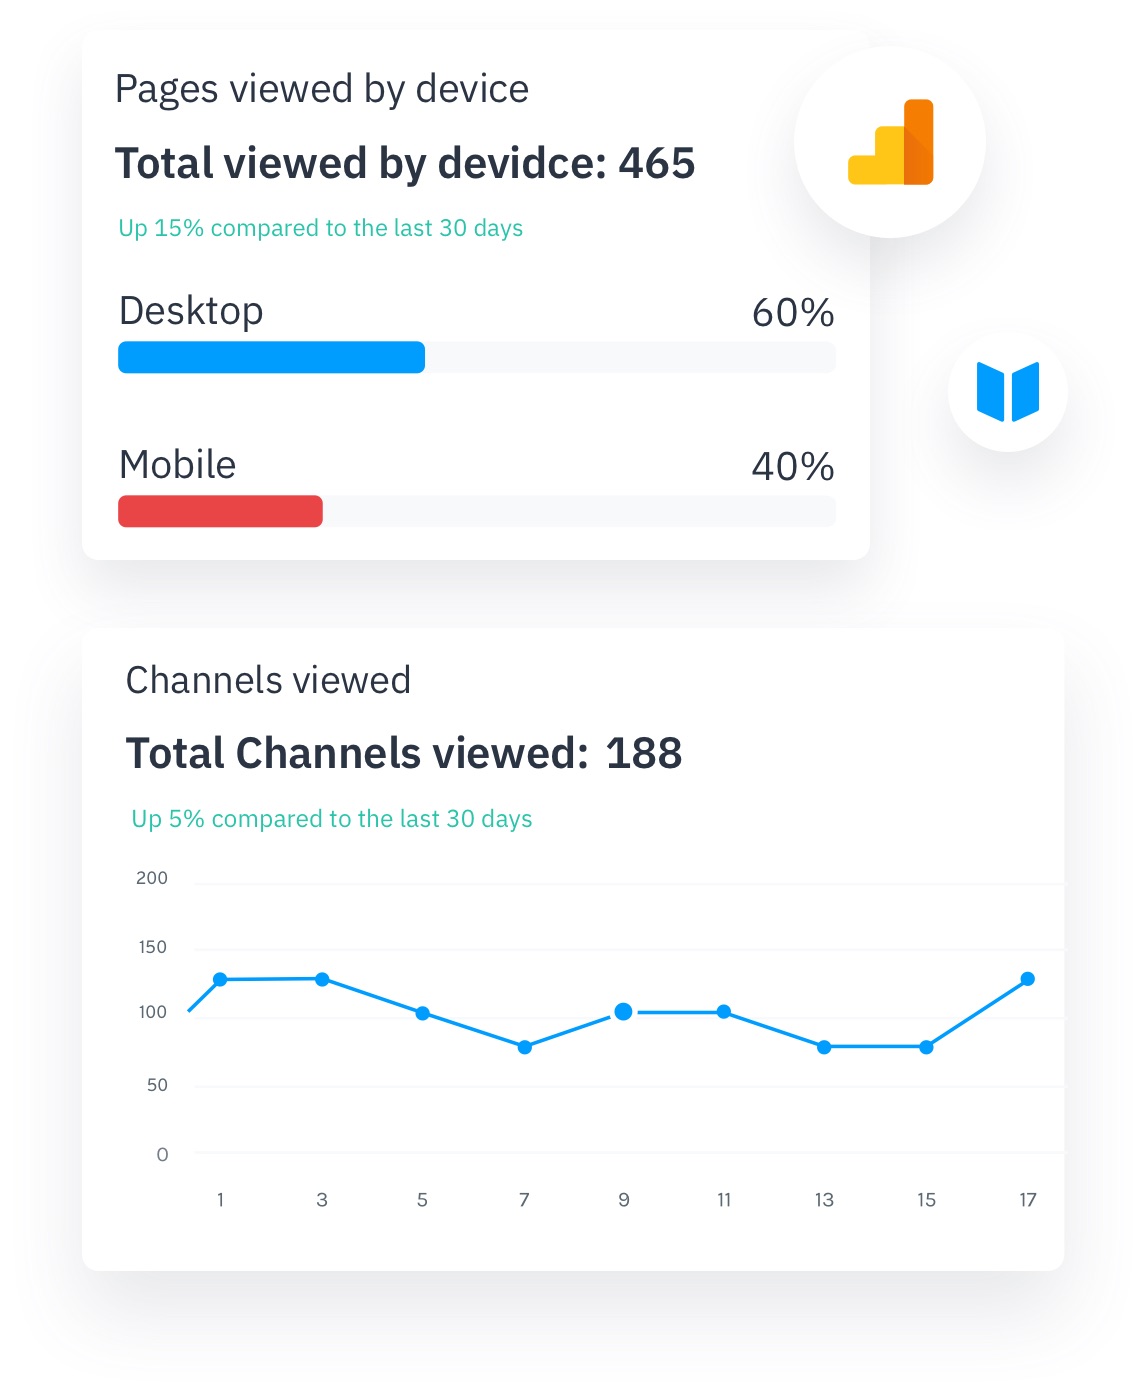 Pages viewed by device
Total viewed by devidce: 465
Up 15% compared to the last 30 days
Desktop 60%
Mobile 40%
Channels viewed
Total Channels viewed: 188
Up 5% compared to the last 30 days
200
150
100
50
0
1 3 5 7 9 11 13 15 17